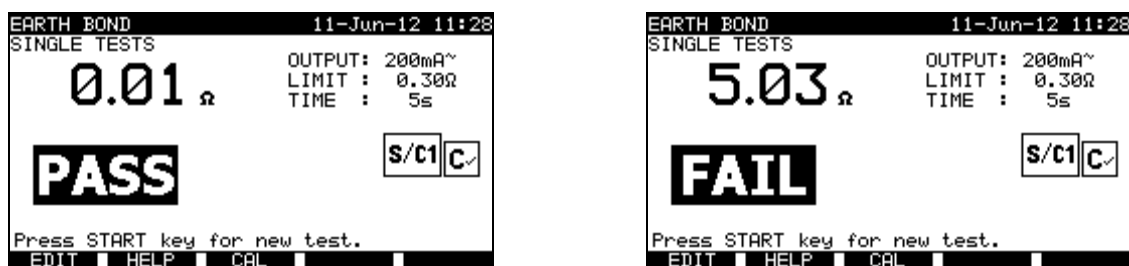 EARTH BOND 11-Jun-12 11:28
SINGLE TESTS
0.01 Ω
OUTPUT: 200mA~
LIMIT : 0.30Ω
TIME : 5s
PASS
S/C1 C✓
Press START key for new test.
EDIT HELP CAL
EARTH BOND 11-Jun-12 11:28
SINGLE TESTS
5.03 Ω
OUTPUT: 200mA~
LIMIT : 0.30Ω
TIME : 5s
FAIL
S/C1 C✓
Press START key for new test.
EDIT HELP CAL